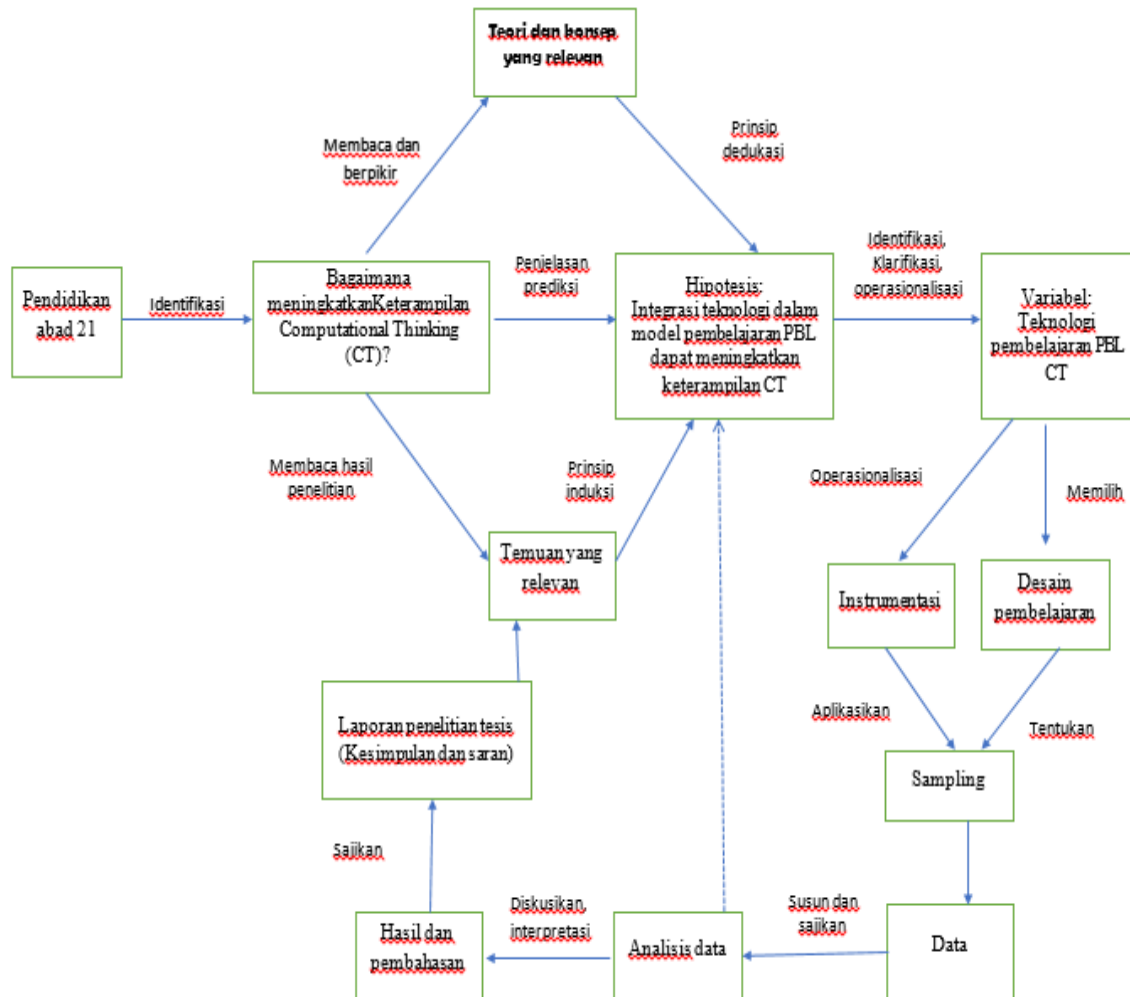 Teori dan konsep
yang relevan
Membaca dan
berpikir
Prinsip
dedukasi
Pendidikan
abad 21
Identifikasi
Bagaimana
meningkatkanKeterampilan
Computational Thinking
(CT)?
Penjelasan
prediksi
Hipotesis:
Integrasi teknologi dalam
model pembelajaran PBL
dapat meningkatkan
keterampilan CT
Identifikasi,
Klarifikasi,
operasionalisasi
Variabel:
Teknologi
pembelajaran PBL
CT
Membaca hasil
penelitian
Prinsip
induksi
Operasionalisasi
Memilih
Temuan yang
relevan
Instrumentasi
Desain
pembelajaran
Laporan penelitian tesis
(Kesimpulan dan saran)
Aplikasikan
Tentukan
Sampling
Sajikan
Hasil dan
pembahasan
Diskusikan,
interpretasi
Analisis data
Susun dan
sajikan
Data